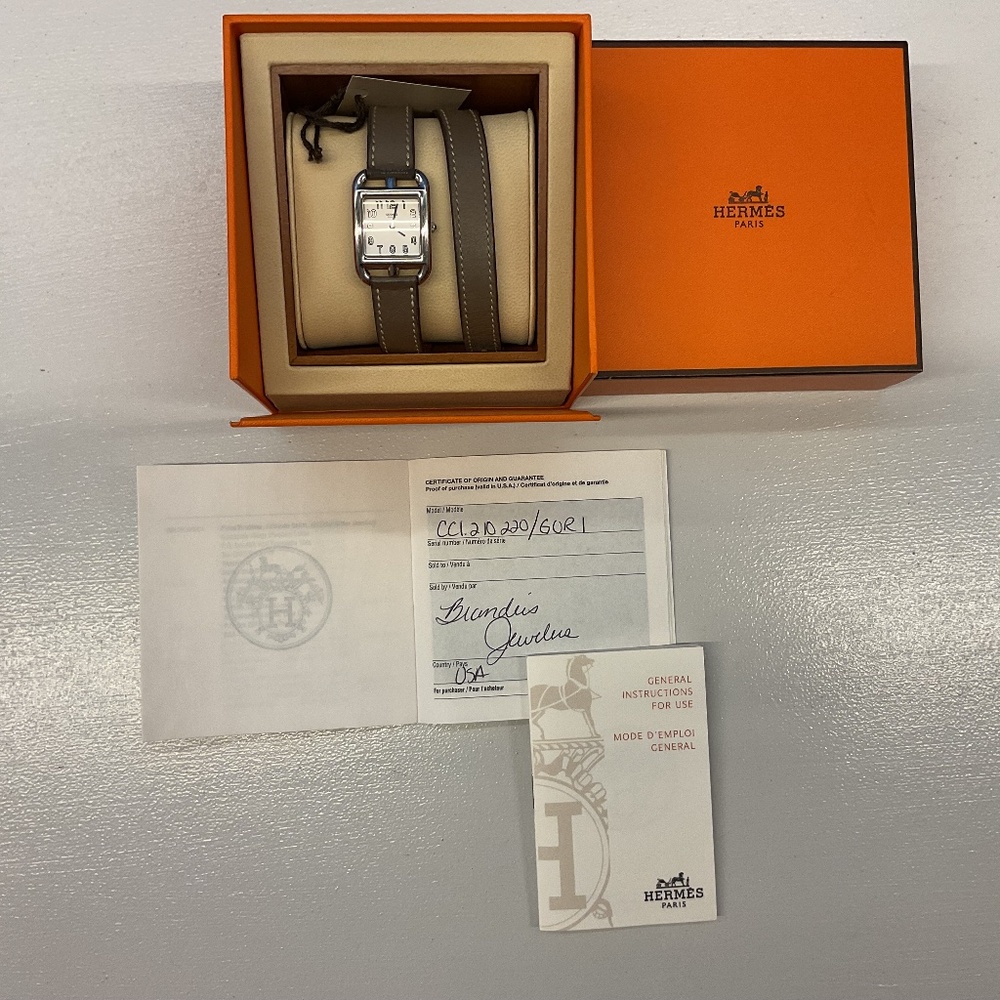 HERMÈS
PARIS
CERTIFICATE OF ORIGIN AND GUARANTEE
Proof of purchase (valid in U.S.A.) / Certificat d'origine et de garantie
Model / Modèle
CC1.210.220/GOR1
Serial number / Numéro de série
Sold to / Vendu à
Sold by / Vendu par
Jewelers
Country / Pays
USA
Per purchaser / Pour l'acheteur
GENERAL
INSTRUCTIONS
FOR USE
MODE D'EMPLOI
GENERAL
H
HERMÈS
PARIS